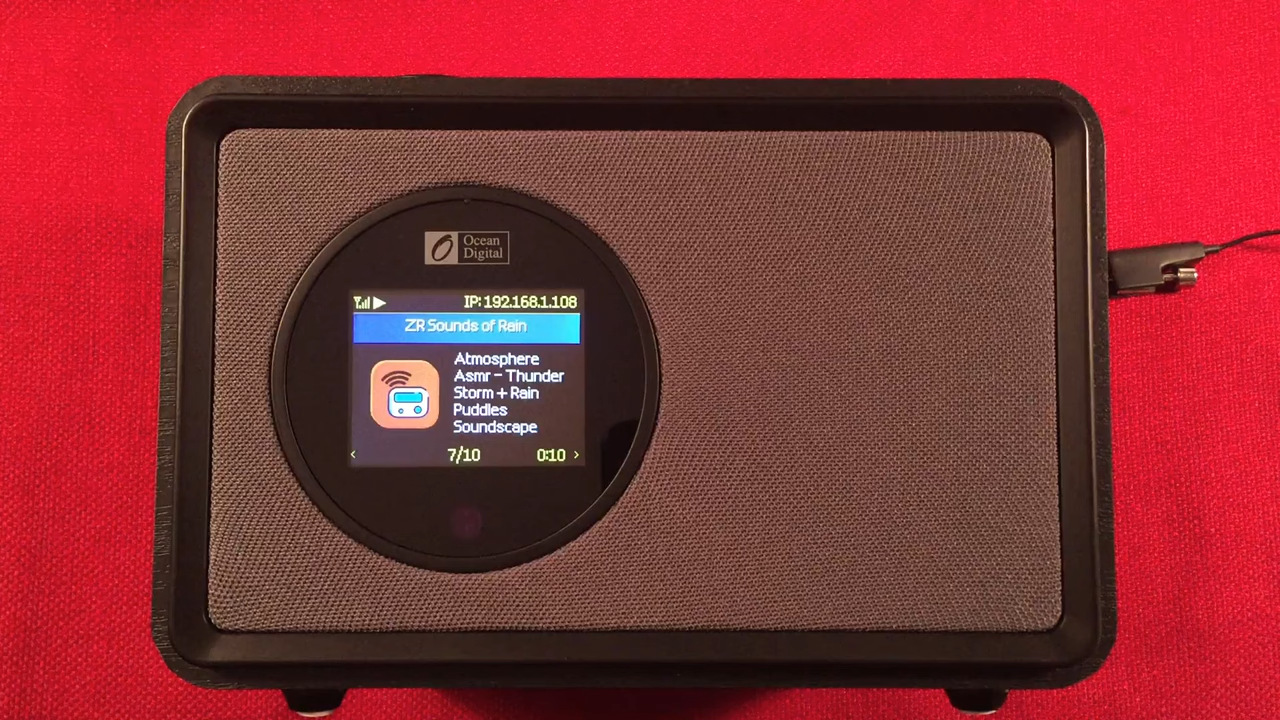 Ocean
Digital
IP: 192.168.1.108
ZR Sounds of Rain
Atmosphere
Asmr - Thunder
Storm + Rain
Puddles
Soundscape
7/10 0:10